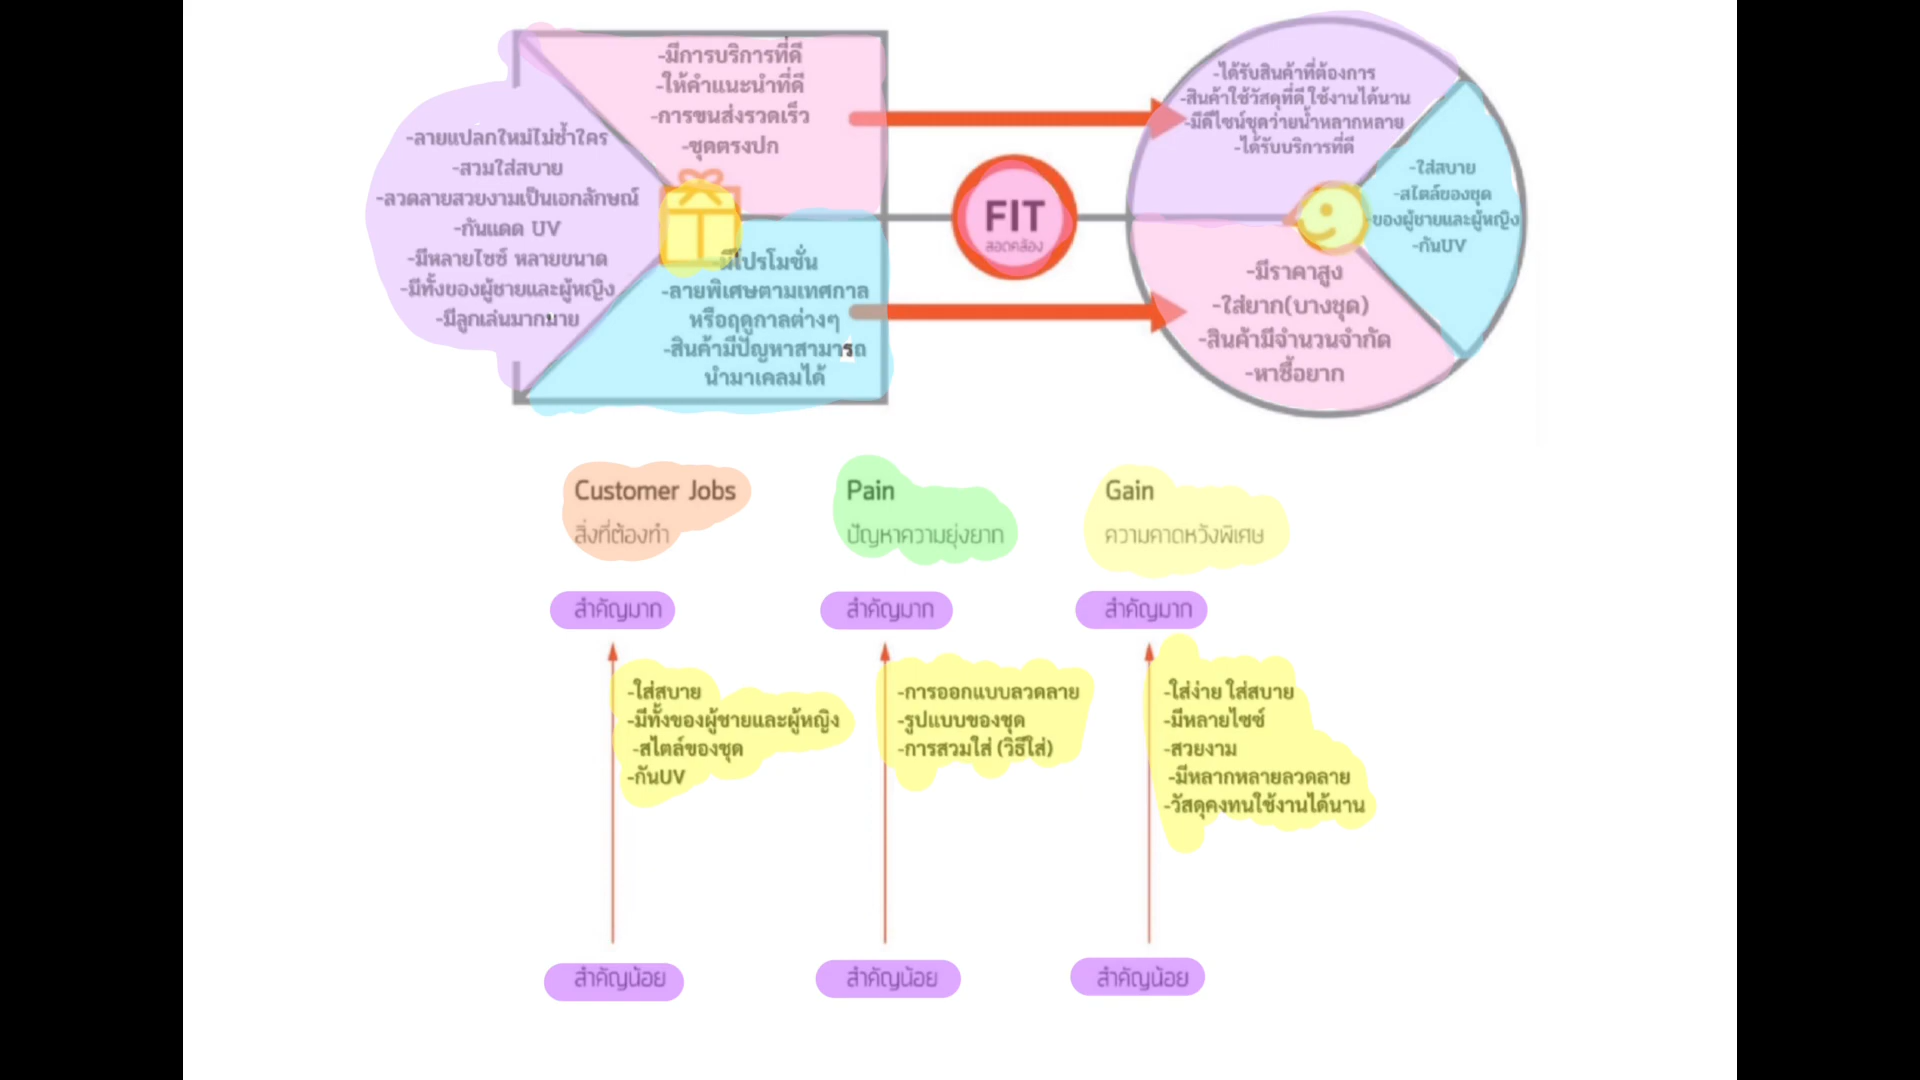 -มีการบริการที่ดี
-ให้คำแนะนำที่ดี
-การขนส่งรวดเร็ว
-ชุดตรงปก
-ลายแปลกใหม่ไม่ซ้ำใคร
-สวมใส่สบาย
-ลวดลายสวยงามเป็นเอกลักษณ์
-กันแดด UV
-มีหลายไซซ์ หลายขนาด
-มีทั้งของผู้ชายและผู้หญิง
-มีลูกเล่นมากมาย
-มีโปรโมชั่น
-ลายพิเศษตามเทศกาล
หรือฤดูกาลต่างๆ
-สินค้ามีปัญหาสามารถ
นำมาเคลมได้
FIT
สอดคล้อง
-ได้รับสินค้าที่ต้องการ
-สินค้าใช้วัสดุที่ดี ใช้งานได้นาน
-มีดีไซน์ชุดว่ายน้ำหลากหลาย
-ได้รับบริการที่ดี
-ใส่สบาย
-สไตล์ของชุด
-ของผู้ชายและผู้หญิง
-กันUV
-มีราคาสูง
-ใส่ยาก(บางชุด)
-สินค้ามีจำนวนจำกัด
-หาซื้อยาก
Customer Jobs
สิ่งที่ต้องทำ
สำคัญมาก
-ใส่สบาย
-มีทั้งของผู้ชายและผู้หญิง
-สไตล์ของชุด
-กันUV
สำคัญน้อย
Pain
ปัญหาความยุ่งยาก
สำคัญมาก
-การออกแบบลวดลาย
-รูปแบบของชุด
-การสวมใส่ (วิธีใส่)
สำคัญน้อย
Gain
ความคาดหวังพิเศษ
สำคัญมาก
-ใส่ง่าย ใส่สบาย
-มีหลายไซซ์
-สวยงาม
-มีหลากหลายลวดลาย
-วัสดุคงทนใช้งานได้นาน
สำคัญน้อย